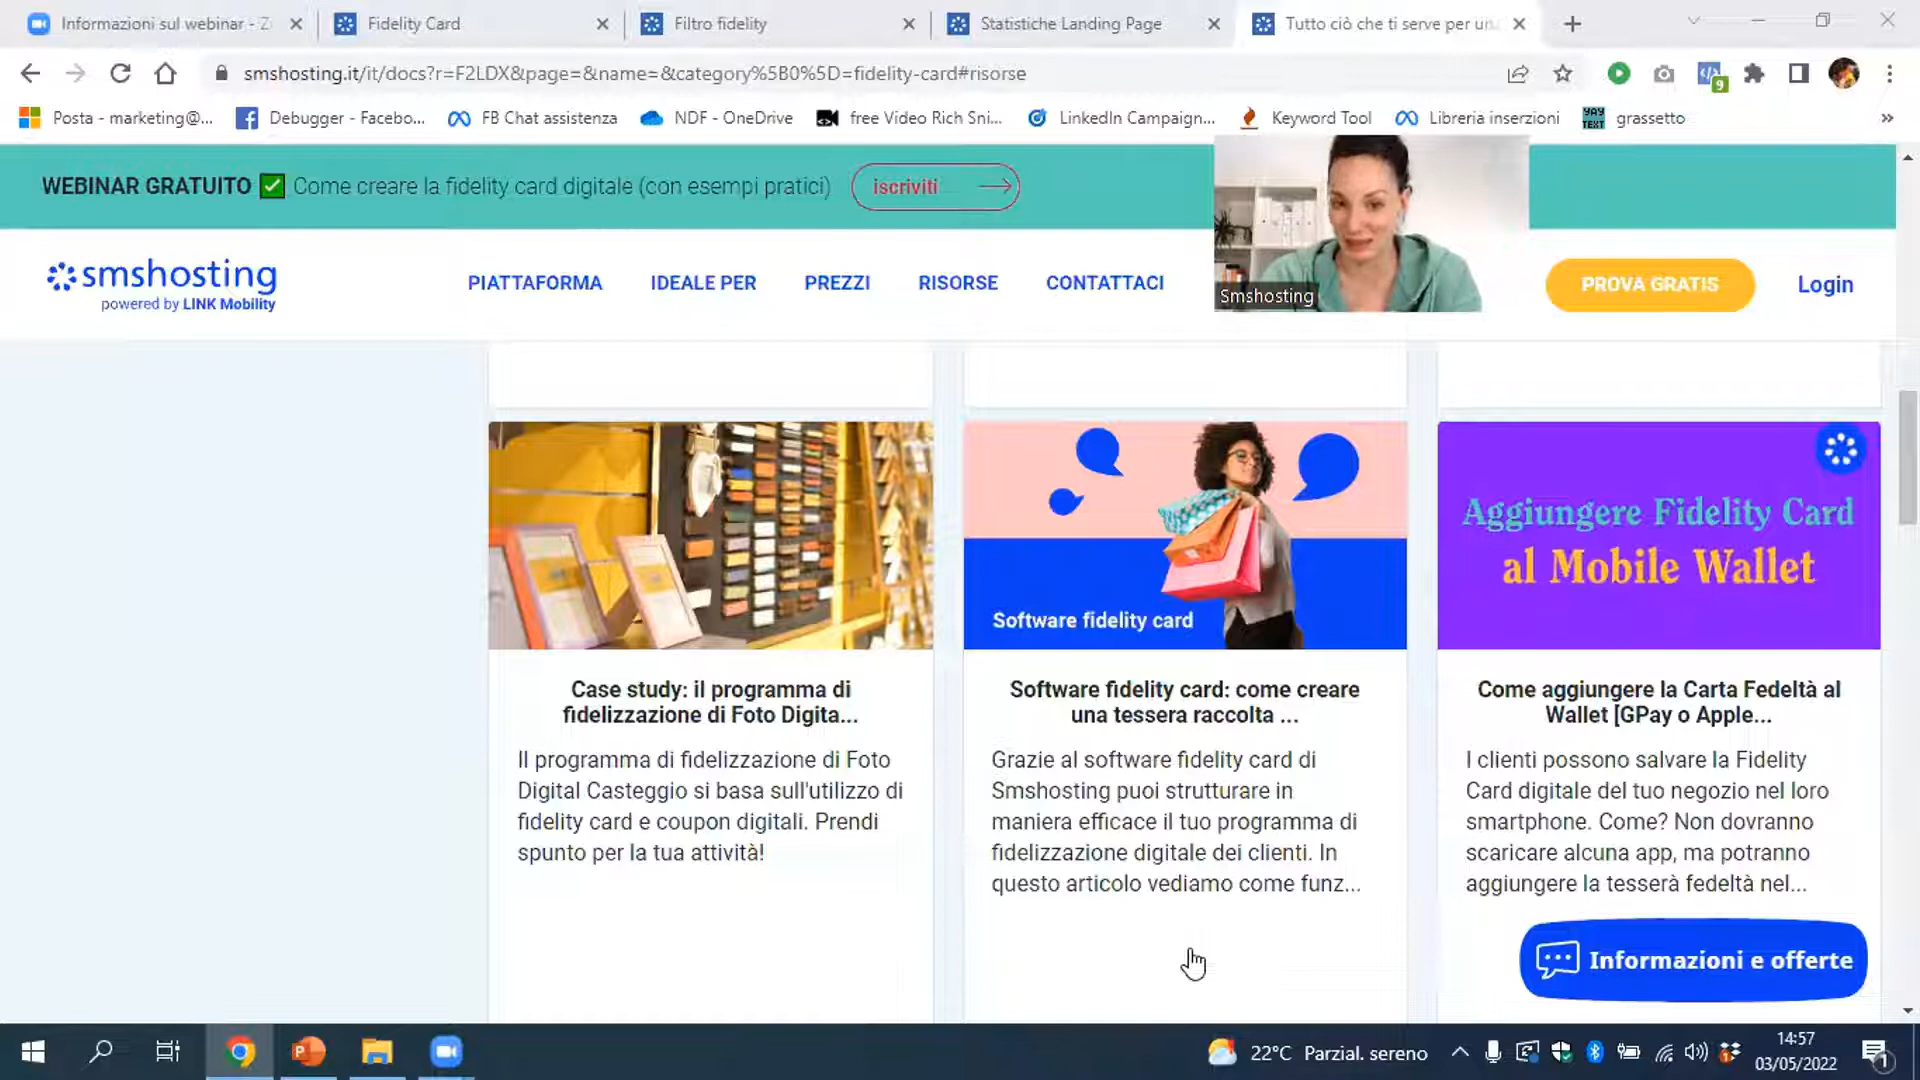 Informazioni sul webinar - Z
Fidelity Card
Filtro fidelity
Statistiche Landing Page
Tutto ciò che ti serve per un
smshosting.it/it/docs?r=F2LDX&page=&name=&category%5B0%5D=fidelity-card#risorse
9
Posta - marketing@...
Debugger - Facebo...
FB Chat assistenza
NDF - OneDrive
free Video Rich Sni...
LinkedIn Campaign...
Keyword Tool
Libreria inserzioni
YAY
TEXT
grassetto
»
WEBINAR GRATUITO ✅ Come creare la fidelity card digitale (con esempi pratici)
iscriviti
smshosting
powered by LINK Mobility
PIATTAFORMA
IDEALE PER
PREZZI
RISORSE
CONTATTACI
Smshosting
PROVA GRATIS
Login
Software fidelity card
Aggiungere Fidelity Card
al Mobile Wallet
Case study: il programma di
fidelizzazione di Foto Digita...
Il programma di fidelizzazione di Foto
Digital Casteggio si basa sull'utilizzo di
fidelity card e coupon digitali. Prendi
spunto per la tua attività!
Software fidelity card: come creare
una tessera raccolta ...
Grazie al software fidelity card di
Smshosting puoi strutturare in
maniera efficace il tuo programma di
fidelizzazione digitale dei clienti. In
questo articolo vediamo come funz...
Come aggiungere la Carta Fedeltà al
Wallet [GPay o Apple...
I clienti possono salvare la Fidelity
Card digitale del tuo negozio nel loro
smartphone. Come? Non dovranno
scaricare alcuna app, ma potranno
aggiungere la tesserà fedeltà nel...
Informazioni e offerte
22°C Parzial. sereno
14:57
03/05/2022
1